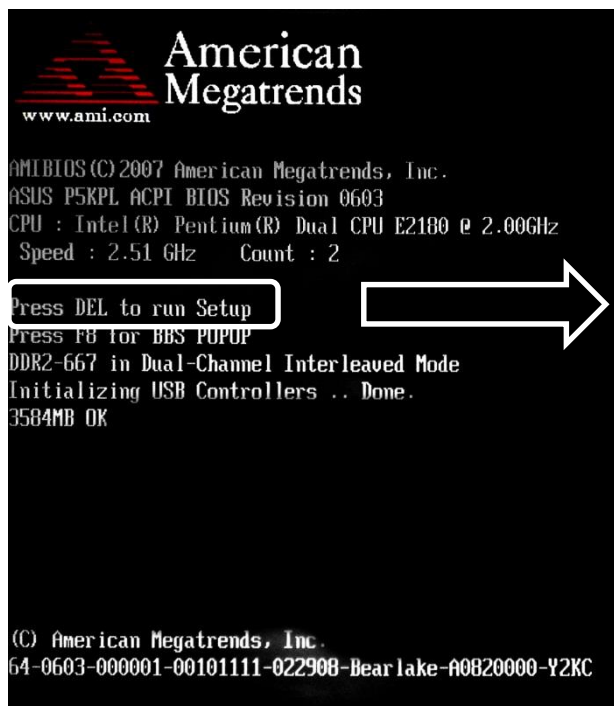 American
Megatrends
www.ami.com
AMIBIOS(C)2007 American Megatrends, Inc.
ASUS P5KPL ACPI BIOS Revision 0603
CPU : Intel(R) Pentium(R) Dual CPU E2180 @ 2.00GHz
Speed : 2.51 GHz Count : 2
Press DEL to run Setup
Press F8 for BBS POPUP
DDR2-667 in Dual-Channel Interleaved Mode
Initializing USB Controllers .. Done.
3584MB OK
(C) American Megatrends, Inc.
64-0603-000001-00101111-022908-Bearlake-A0820000-Y2KC